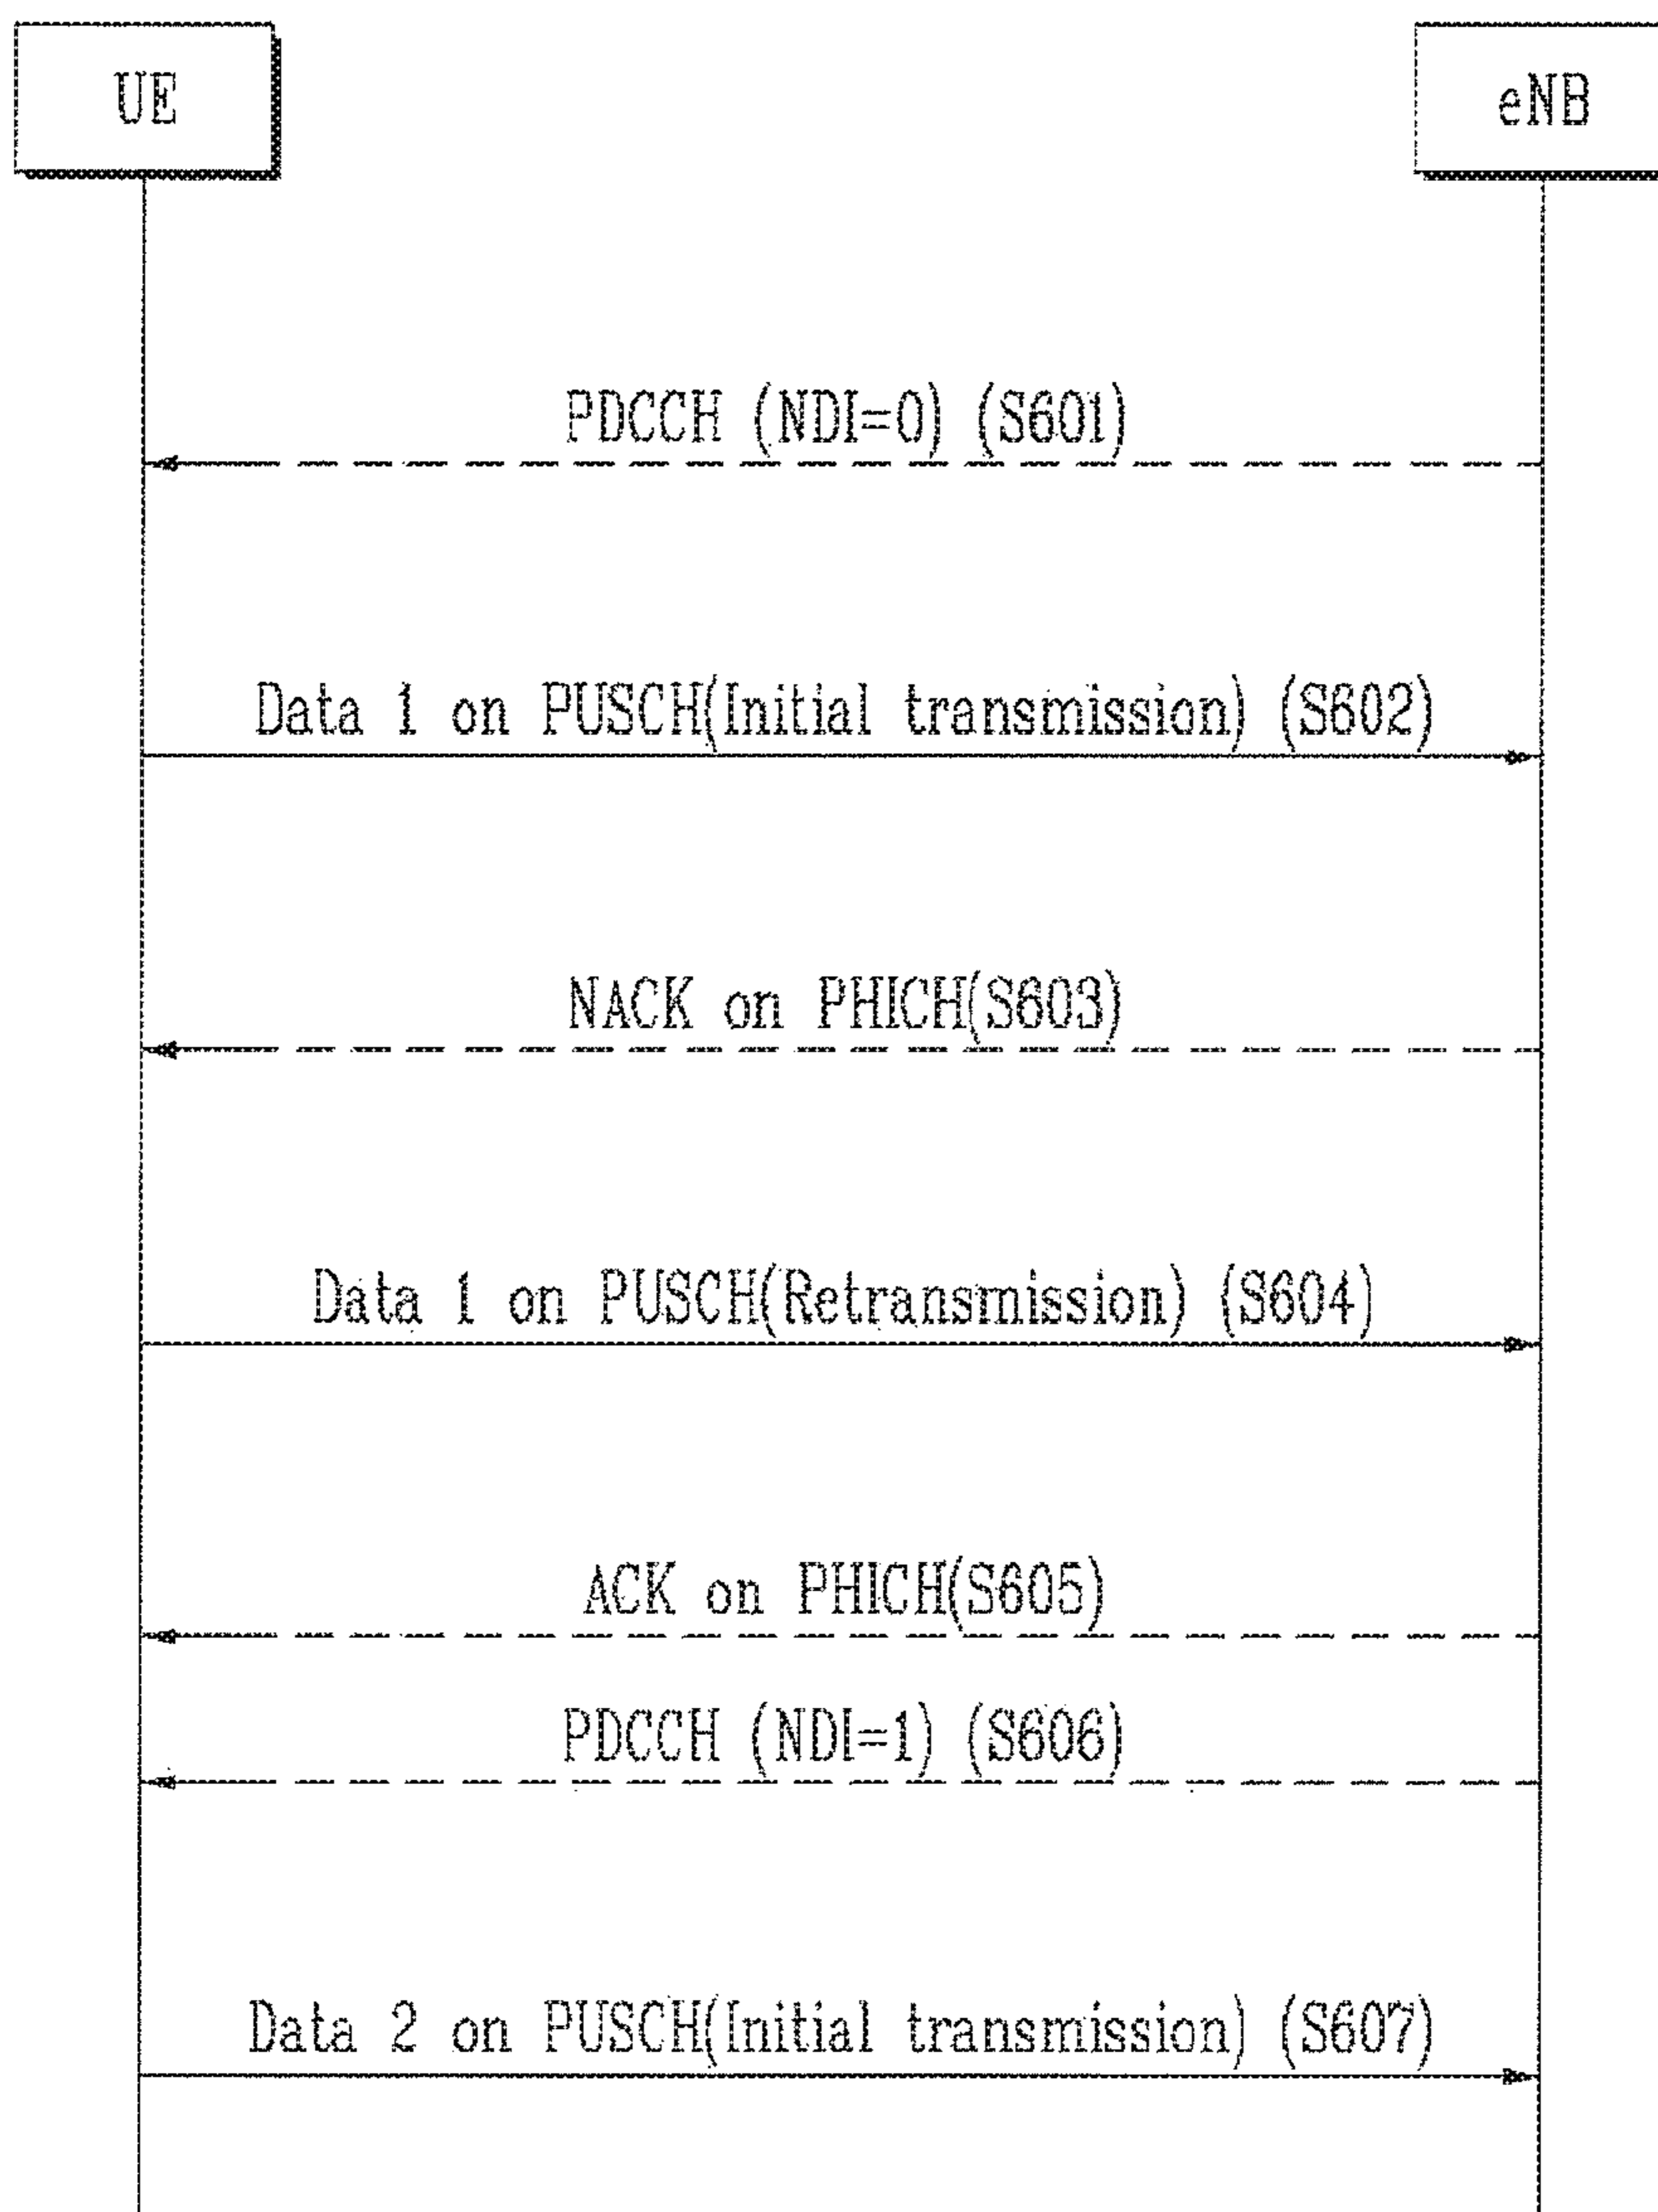 UE
eNB
PDCCH (NDI=0) (S601)
Data 1 on PUSCH(Initial transmission) (S602)
NACK on PHICH(S603)
Data 1 on PUSCH(Retransmission) (S604)
ACK on PHICH(S605)
PDCCH (NDI=1) (S606)
Data 2 on PUSCH(Initial transmission) (S607)